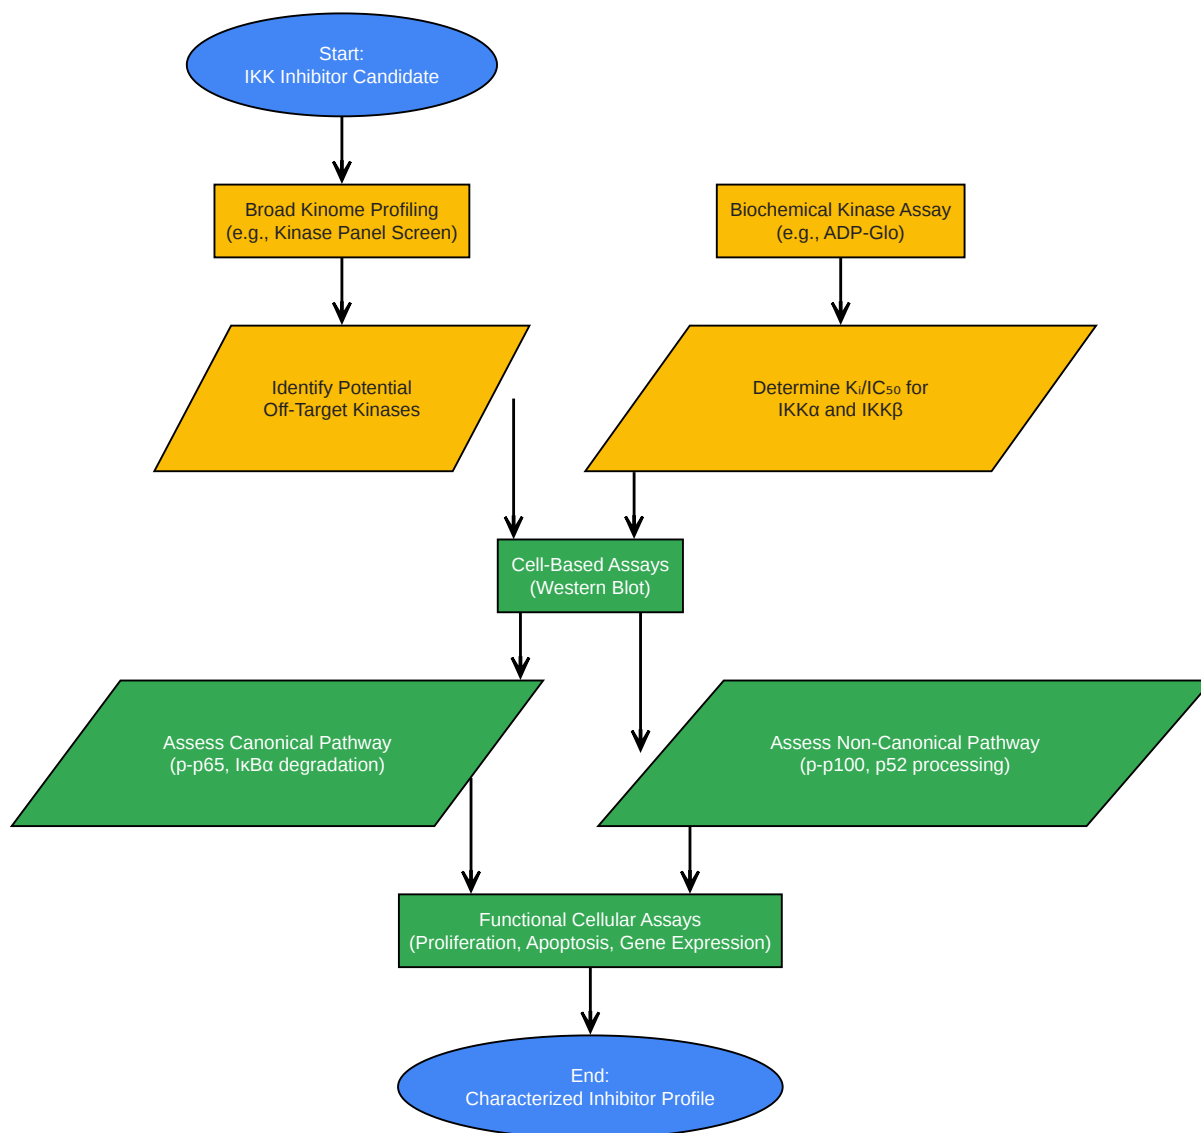 Start:
IKK Inhibitor Candidate
Broad Kinome Profiling
(e.g., Kinase Panel Screen)
Biochemical Kinase Assay
(e.g., ADP-Glo)
Identify Potential
Off-Target Kinases
Determine Kᵢ/IC₅₀ for
IKKα and IKKβ
Cell-Based Assays
(Western Blot)
Assess Canonical Pathway
(p-p65, IκBα degradation)
Assess Non-Canonical Pathway
(p-p100, p52 processing)
Functional Cellular Assays
(Proliferation, Apoptosis, Gene Expression)
End:
Characterized Inhibitor Profile